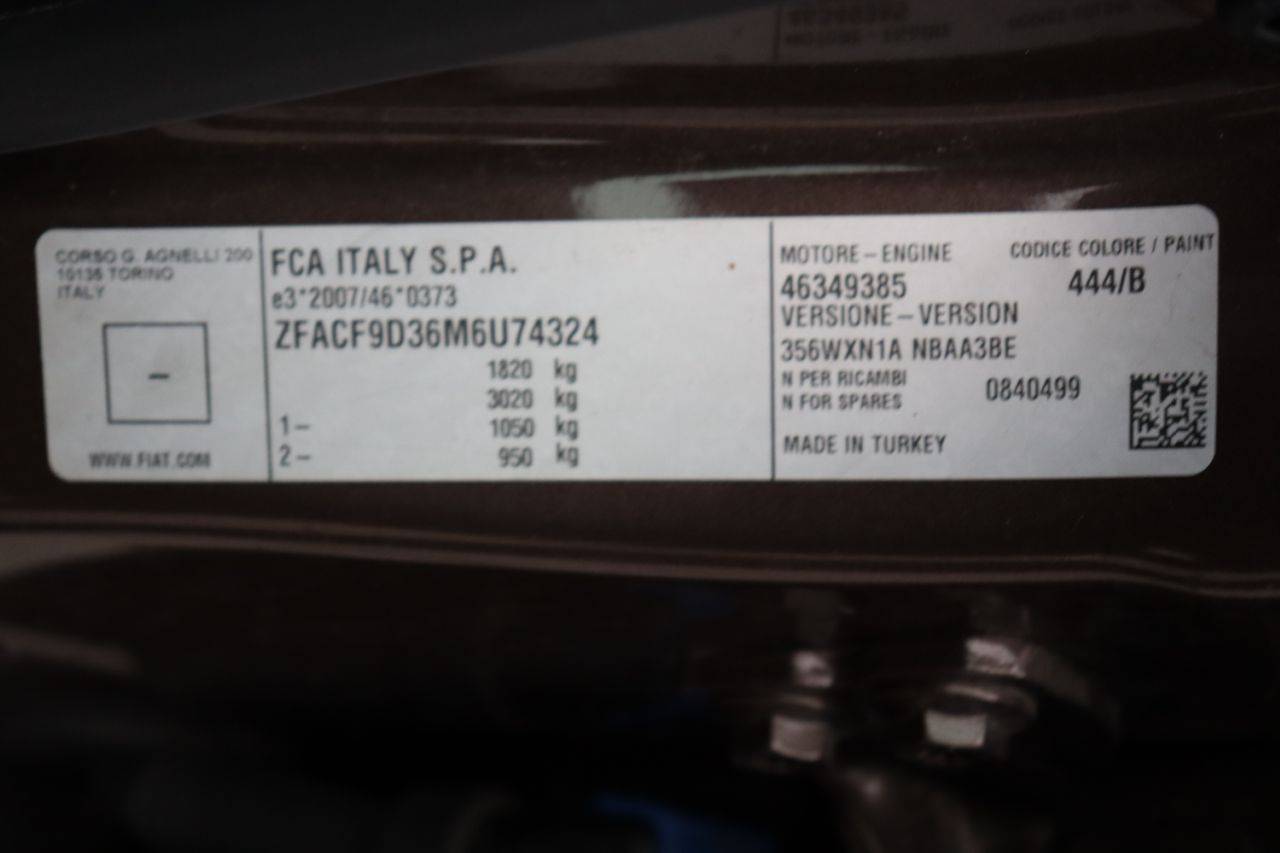 CORSO G. AGNELLI 200
10135 TORINO
ITALY
–
WWW.FIAT.COM
FCA ITALY S.P.A.
e3*2007/46*0373
ZFACF9D36M6U74324
1820 kg
3020 kg
1– 1050 kg
2– 950 kg
MOTORE – ENGINE
46349385
CODICE COLORE / PAINT
444/B
VERSIONE – VERSION
356WXN1A NBAA3BE
N PER RICAMBI
N FOR SPARES
0840499
MADE IN TURKEY